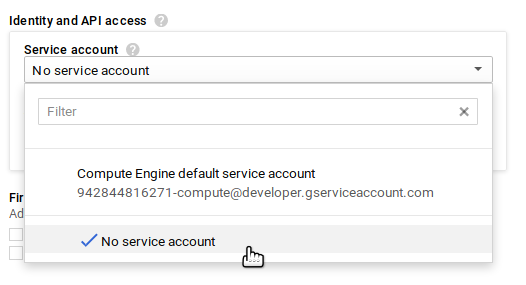 Identity and API access ?
Service account ?
No service account
Filter
Compute Engine default service account
942844816271-compute@developer.gserviceaccount.com
No service account
Fir
Ad